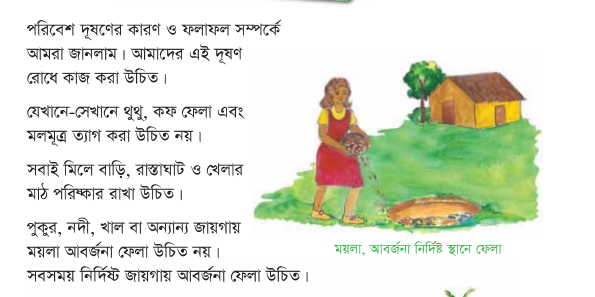 পরিবেশ দূষণের কারণ ও ফলাফল সম্পর্কে
আমরা জানলাম। আমাদের এই দূষণ
রোধে কাজ করা উচিত।
যেখানে-সেখানে থুথু, কফ ফেলা এবং
মলমূত্র ত্যাগ করা উচিত নয়।
সবাই মিলে বাড়ি, রাস্তাঘাট ও খেলার
মাঠ পরিষ্কার রাখা উচিত।
পুকুর, নদী, খাল বা অন্যান্য জায়গায়
ময়লা আবর্জনা ফেলা উচিত নয়।
সবসময় নির্দিষ্ট জায়গায় আবর্জনা ফেলা উচিত।
ময়লা, আবর্জনা নির্দিষ্ট স্থানে ফেলা